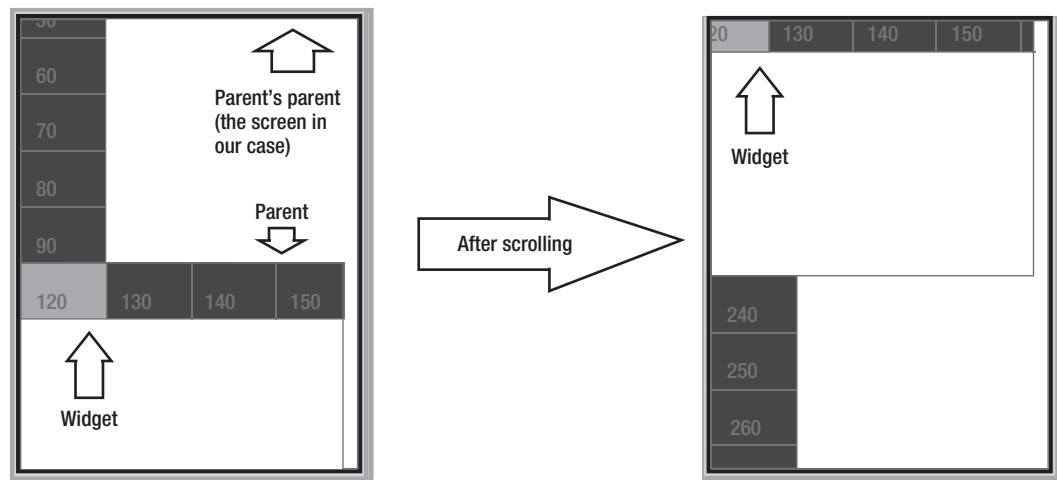 50
60
70
80
90
120 130 140 150
Parent's parent
(the screen in
our case)
Parent
Widget
After scrolling
20 130 140 150
Widget
240
250
260